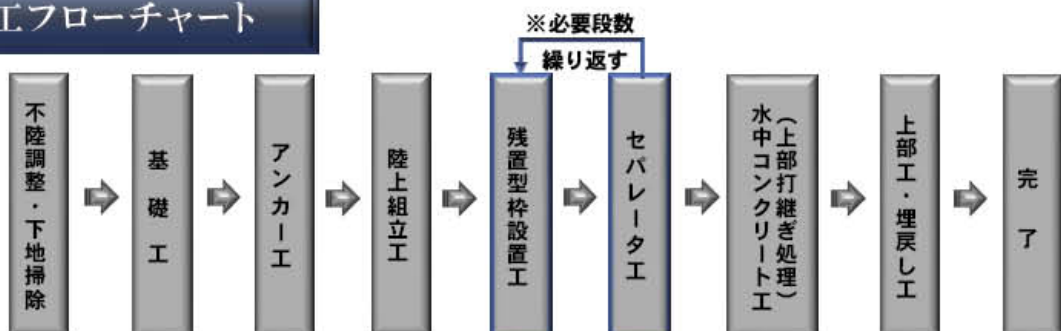 工フローチャート
※必要段数
繰り返す
不陸調整・下地掃除
基礎工
アンカー工
陸上組立工
残置型枠設置工
セパレータ工
水中コンクリート工
（上部打継ぎ処理）
上部工・埋戻し工
完了